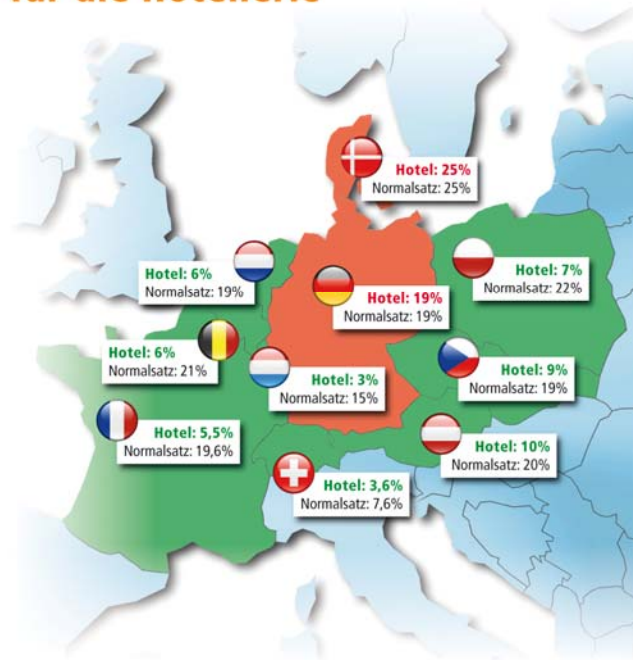 für die Hotellerie
Hotel: 25%
Normalsatz: 25%
Hotel: 6%
Normalsatz: 19%
Hotel: 7%
Normalsatz: 22%
Hotel: 19%
Normalsatz: 19%
Hotel: 6%
Normalsatz: 21%
Hotel: 3%
Normalsatz: 15%
Hotel: 9%
Normalsatz: 19%
Hotel: 5,5%
Normalsatz: 19,6%
Hotel: 10%
Normalsatz: 20%
Hotel: 3,6%
Normalsatz: 7,6%